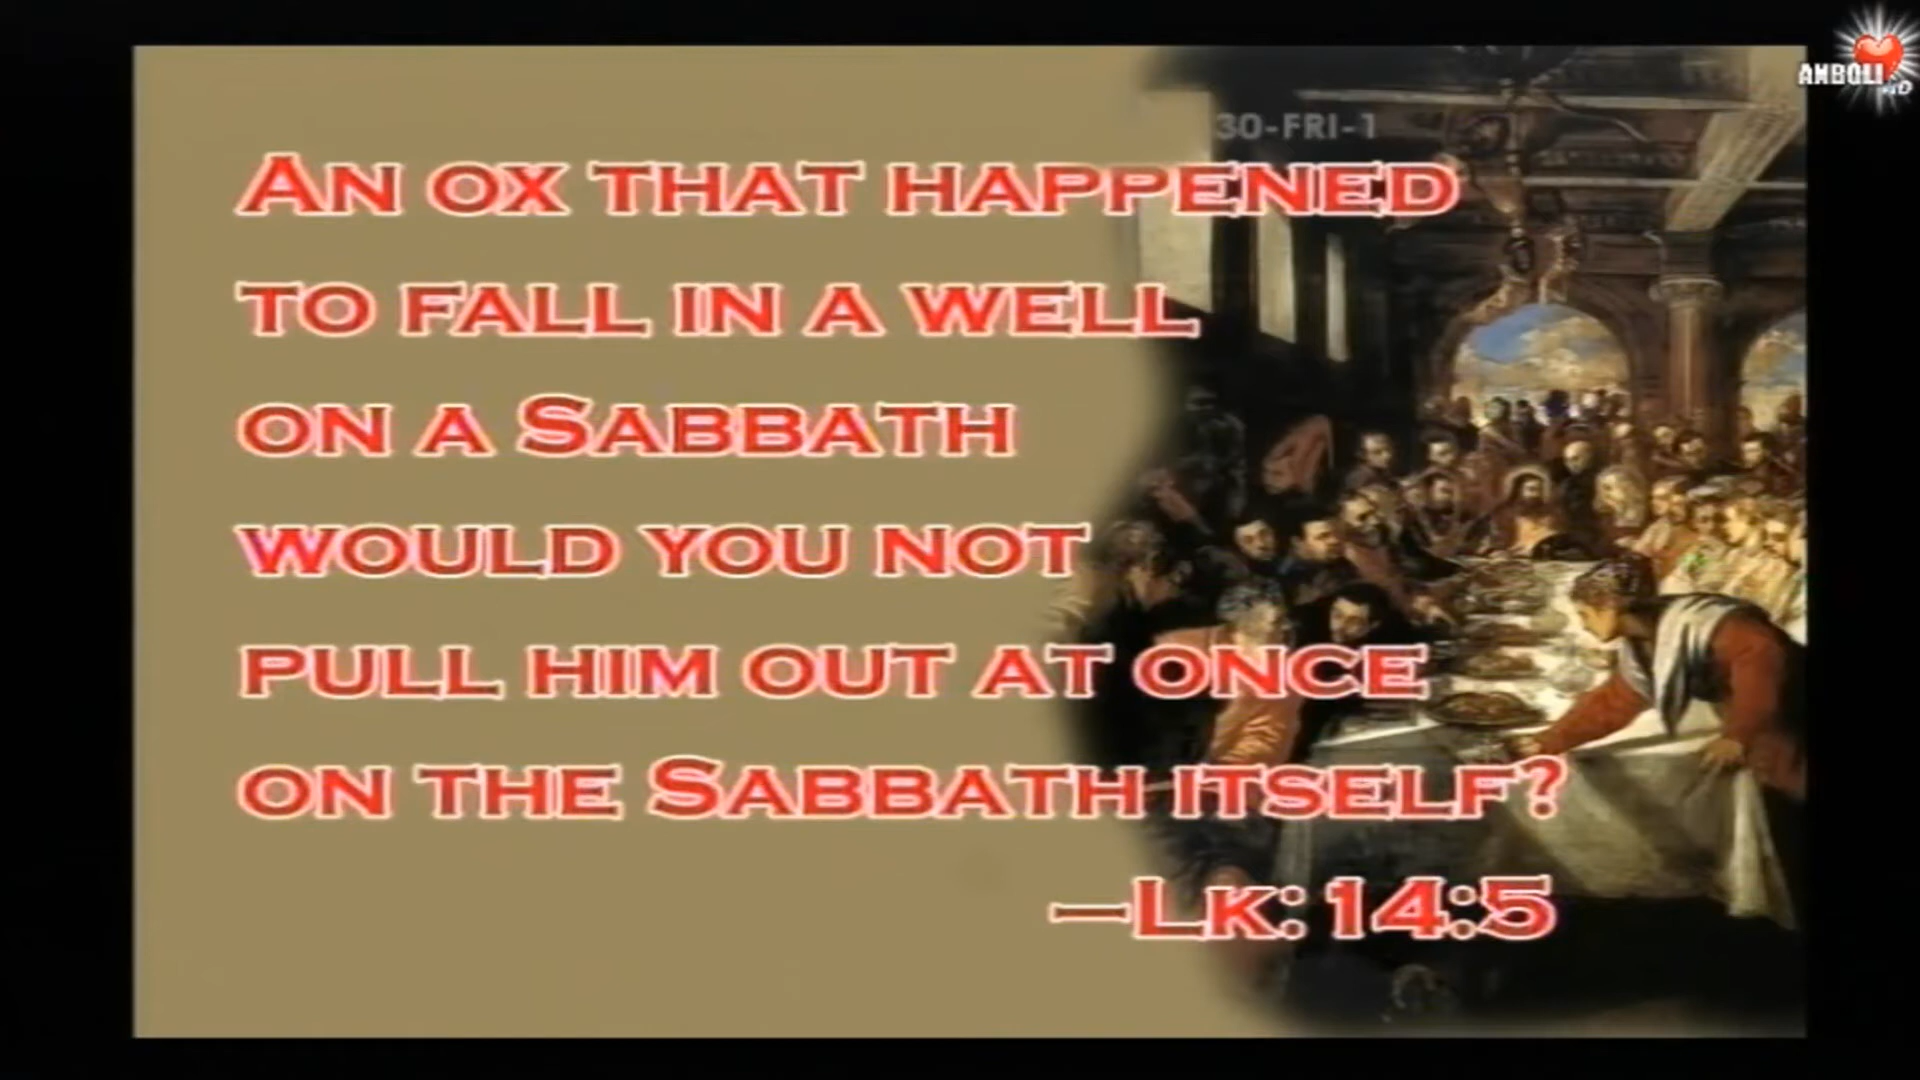 ANBOLI HD
30-FRI-1
AN OX THAT HAPPENED
TO FALL IN A WELL
ON A SABBATH
WOULD YOU NOT
PULL HIM OUT AT ONCE
ON THE SABBATH ITSELF?
–LK: 14:5